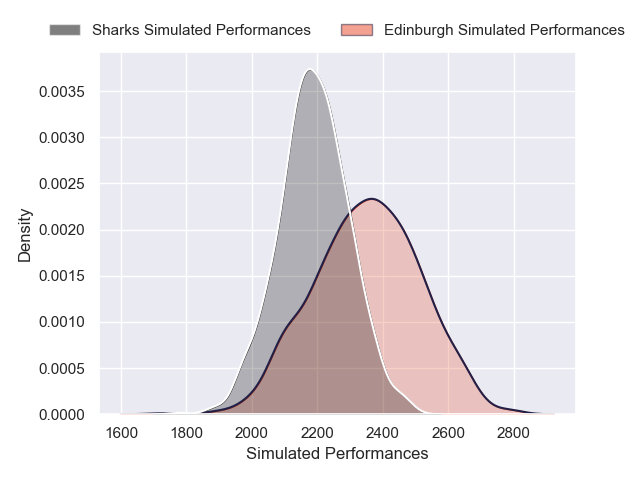 Sharks Simulated Performances
Edinburgh Simulated Performances
0.0035
0.0030
0.0025
0.0020
0.0015
0.0010
0.0005
0.0000
Density
1600 1800 2000 2200 2400 2600 2800
Simulated Performances